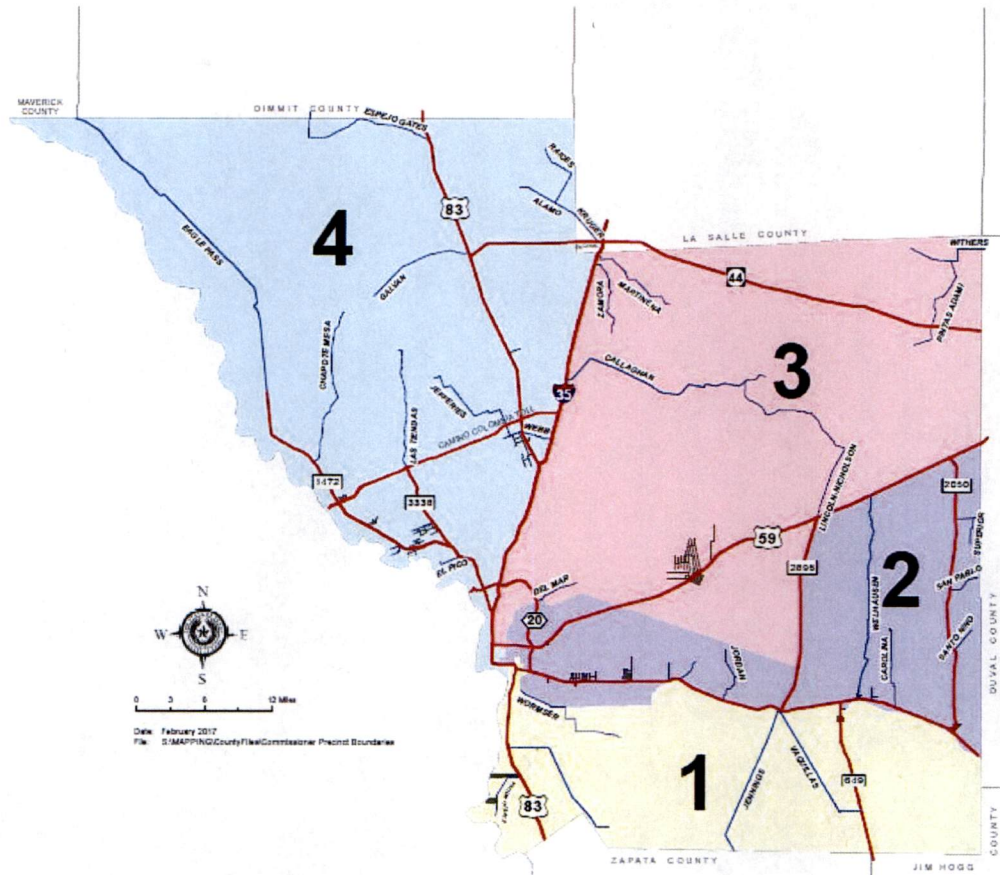 MAVERICK
COUNTY
DIMMIT COUNTY
ESPEJO GATES
RAICES
ALAMO
KRUGER
83
4
EAGLE PASS
LA SALLE COUNTY
WITHERS
44
GALVAN
ZAMORA
MARTINENA
PINTAS ADAMI
CHAPOTE MESA
3
CALLAGHAN
35
JEFFERIES
LAS TIENDAS
CAMINO COLOMBIA TOLL
WEBB
LINCOLN-NICHOLSON
1472
3338
2050
SUPERIOR
59
2895
EL PICO
DEL MAR
2
WELHAUSEN
SAN PABLO
N
W E
S
20
SANTO NINO
CAROLINA
JORDAN
DUVAL COUNTY
0 3 6 12 Miles
WORMSER
Date: February 2017
File: S:\MAPPING\CountyFiles\Commissioner Precinct Boundaries
1
JENNINGS
VAQUILLAS
649
83
ZAPATA COUNTY
JIM HOGG
COUNTY